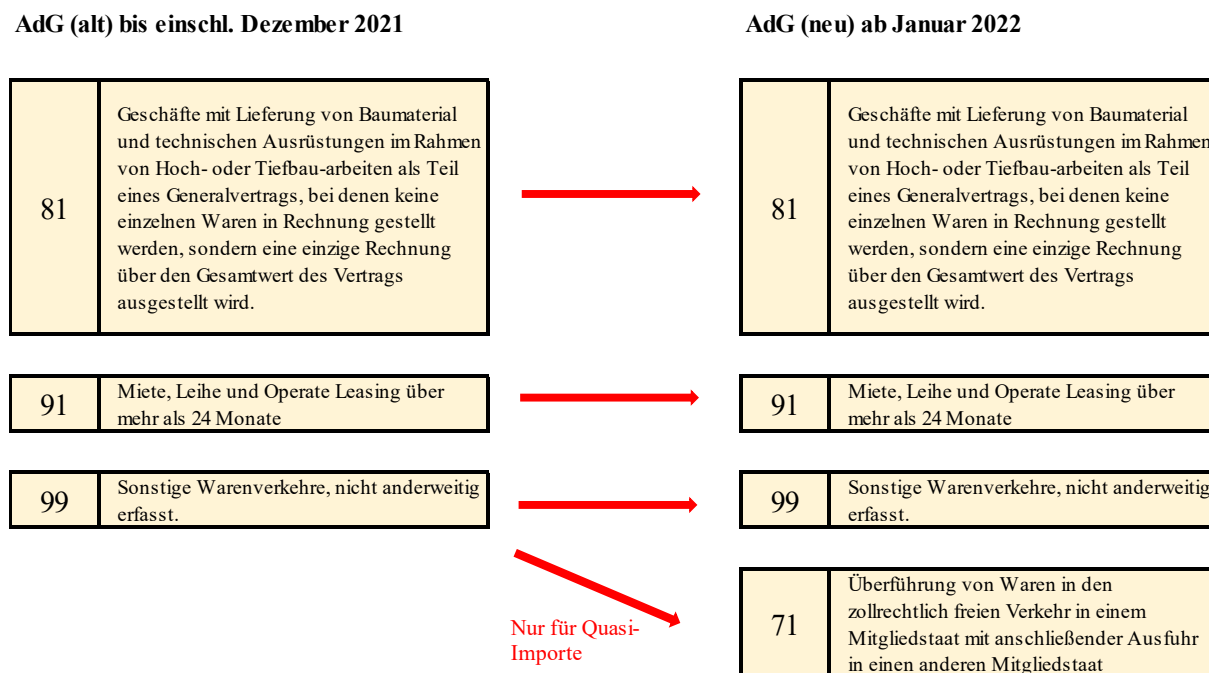 AdG (alt) bis einschl. Dezember 2021
AdG (neu) ab Januar 2022
81
Geschäfte mit Lieferung von Baumaterial
und technischen Ausrüstungen im Rahmen
von Hoch- oder Tiefbau-arbeiten als Teil
eines Generalvertrags, bei denen keine
einzelnen Waren in Rechnung gestellt
werden, sondern eine einzige Rechnung
über den Gesamtwert des Vertrags
ausgestellt wird.
81
Geschäfte mit Lieferung von Baumaterial
und technischen Ausrüstungen im Rahmen
von Hoch- oder Tiefbau-arbeiten als Teil
eines Generalvertrags, bei denen keine
einzelnen Waren in Rechnung gestellt
werden, sondern eine einzige Rechnung
über den Gesamtwert des Vertrags
ausgestellt wird.
91
Miete, Leihe und Operate Leasing über
mehr als 24 Monate
91
Miete, Leihe und Operate Leasing über
mehr als 24 Monate
99
Sonstige Warenverkehre, nicht anderweitig
erfasst.
99
Sonstige Warenverkehre, nicht anderweitig
erfasst.
Nur für Quasi-
Importe
71
Überführung von Waren in den
zollrechtlich freien Verkehr in einem
Mitgliedstaat mit anschließender Ausfuhr
in einen anderen Mitgliedstaat